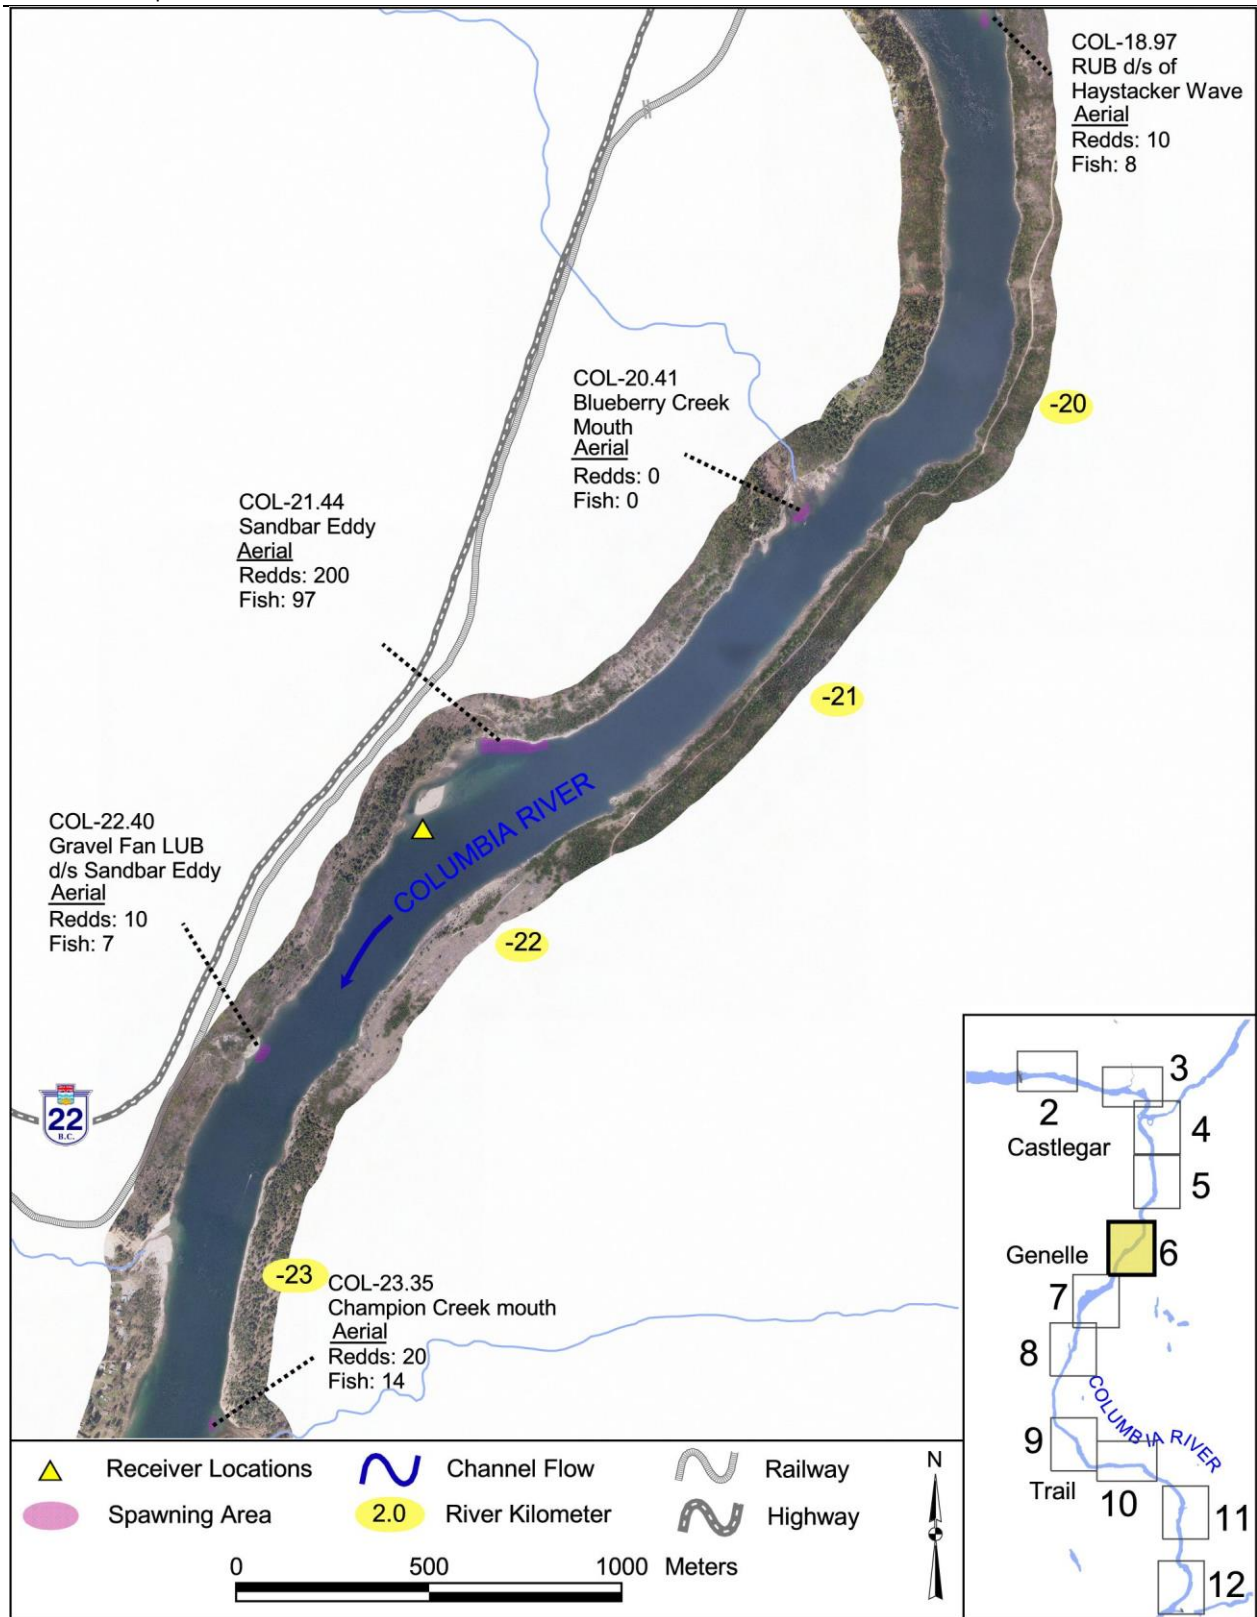 COL-18.97
RUB d/s of
Haystacker Wave
Aerial
Redds: 10
Fish: 8
-20
COL-20.41
Blueberry Creek
Mouth
Aerial
Redds: 0
Fish: 0
COL-21.44
Sandbar Eddy
Aerial
Redds: 200
Fish: 97
-21
COLUMBIA RIVER
COL-22.40
Gravel Fan LUB
d/s Sandbar Eddy
Aerial
Redds: 10
Fish: 7
-22
22
B.C.
-23
COL-23.35
Champion Creek mouth
Aerial
Redds: 20
Fish: 14
3
2
Castlegar
4
5
Genelle
6
7
8
COLUMBIA RIVER
9
Trail
10
11
12
Receiver Locations
Channel Flow
Railway
N
Spawning Area
2.0
River Kilometer
Highway
0
500
1000
Meters